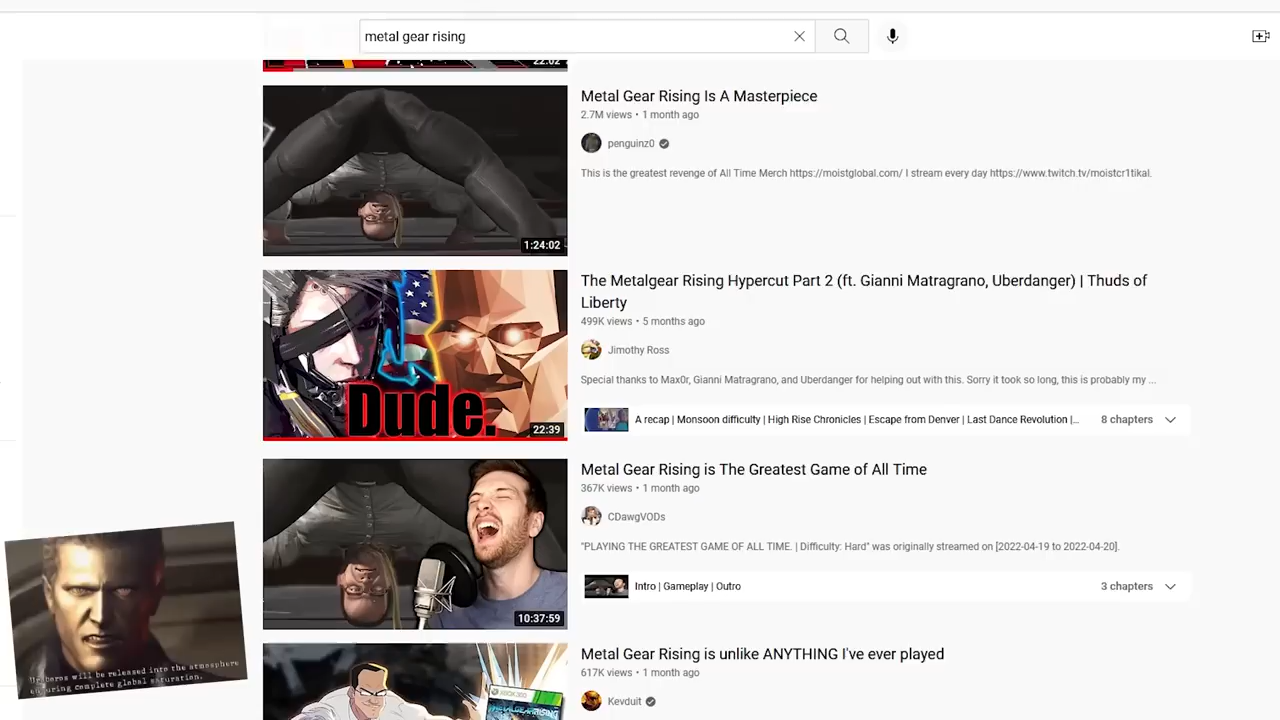 metal gear rising
22:02
Metal Gear Rising Is A Masterpiece
2.7M views • 1 month ago
penguinz0
This is the greatest revenge of All Time Merch https://moistglobal.com/ I stream every day https://www.twitch.tv/moistcr1tikal.
1:24:02
The Metalgear Rising Hypercut Part 2 (ft. Gianni Matragrano, Uberdanger) | Thuds of
Liberty
499K views • 5 months ago
Jimothy Ross
Special thanks to Max0r, Gianni Matragrano, and Uberdanger for helping out with this. Sorry it took so long, this is probably my ...
Dude.
22:39
A recap | Monsoon difficulty | High Rise Chronicles | Escape from Denver | Last Dance Revolution |...
8 chapters
Metal Gear Rising is The Greatest Game of All Time
367K views • 1 month ago
CDawgVODs
"PLAYING THE GREATEST GAME OF ALL TIME. | Difficulty: Hard" was originally streamed on [2022-04-19 to 2022-04-20].
Intro | Gameplay | Outro
3 chapters
10:37:59
Uroboros will be released into the atmosphere
ensuring complete global saturation.
Metal Gear Rising is unlike ANYTHING I've ever played
617K views • 1 month ago
Kevduit
XBOX 360
METAL GEAR RISING